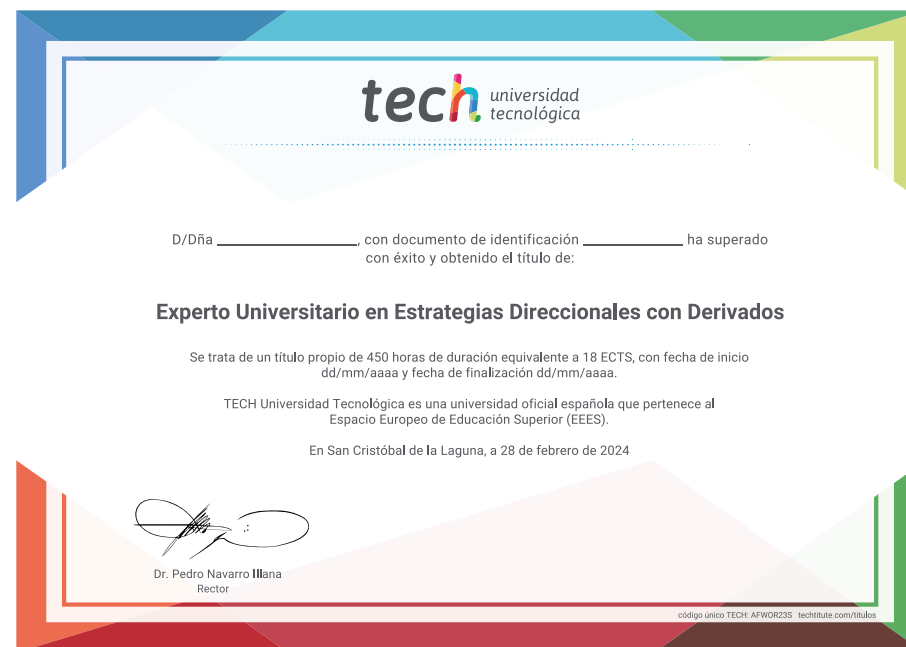 tech universidad
tecnológica
D/Dña ____________________, con documento de identificación ______________ ha superado
con éxito y obtenido el título de:
Experto Universitario en Estrategias Direccionales con Derivados
Se trata de un título propio de 450 horas de duración equivalente a 18 ECTS, con fecha de inicio
dd/mm/aaaa y fecha de finalización dd/mm/aaaa.
TECH Universidad Tecnológica es una universidad oficial española que pertenece al
Espacio Europeo de Educación Superior (EEES).
En San Cristóbal de la Laguna, a 28 de febrero de 2024
Dr. Pedro Navarro Illana
Rector
código único TECH: AFWOR23S techtitute.com/titulos